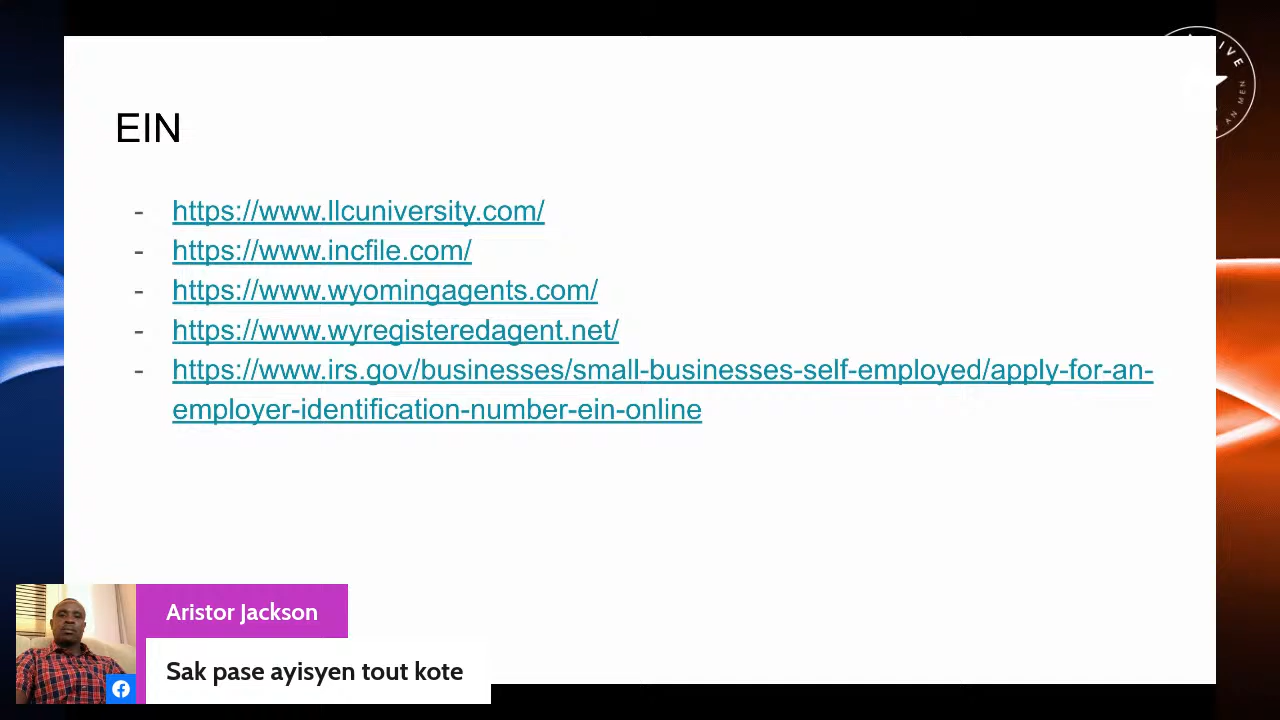 EIN
- https://www.llcuniversity.com/
- https://www.incfile.com/
- https://www.wyomingagents.com/
- https://www.wyregisteredagent.net/
- https://www.irs.gov/businesses/small-businesses-self-employed/apply-for-an-
employer-identification-number-ein-online
Aristor Jackson
Sak pase ayisyen tout kote
AN MEN